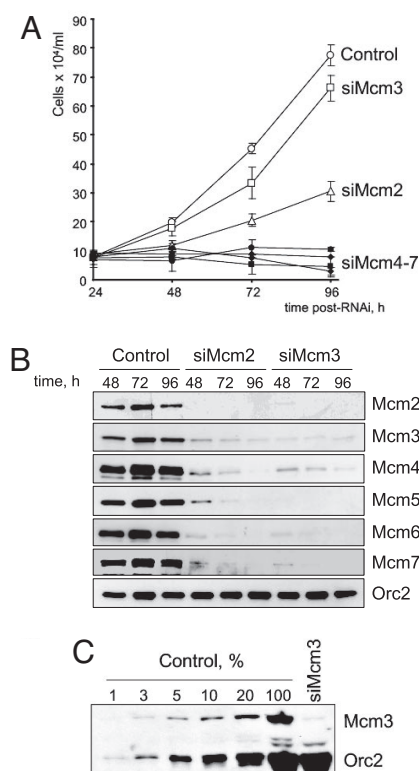 A
Cells x 10⁴/ml
90
80
70
60
50
40
30
20
10
0
24 48 72 96
time post-RNAi, h
Control
siMcm3
siMcm2
siMcm4-7
B
Control siMcm2 siMcm3
time, h 48 72 96 48 72 96 48 72 96
Mcm2
Mcm3
Mcm4
Mcm5
Mcm6
Mcm7
Orc2
C
Control, % siMcm3
1 3 5 10 20 100
Mcm3
Orc2